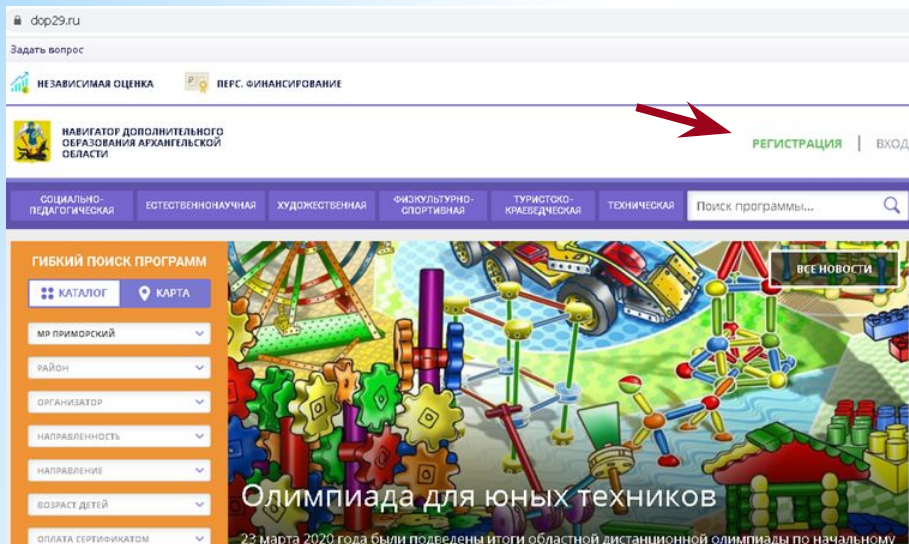 dop29.ru
Задать вопрос
НЕЗАВИСИМАЯ ОЦЕНКА ПЕРС. ФИНАНСИРОВАНИЕ
НАВИГАТОР ДОПОЛНИТЕЛЬНОГО
ОБРАЗОВАНИЯ АРХАНГЕЛЬСКОЙ
ОБЛАСТИ
РЕГИСТРАЦИЯ | ВХОД
СОЦИАЛЬНО-
ПЕДАГОГИЧЕСКАЯ
ЕСТЕСТВЕННОНАУЧНАЯ
ХУДОЖЕСТВЕННАЯ
ФИЗКУЛЬТУРНО-
СПОРТИВНАЯ
ТУРИСТСКО-
КРАЕВЕДЧЕСКАЯ
ТЕХНИЧЕСКАЯ
Поиск программы...
ГИБКИЙ ПОИСК ПРОГРАММ
КАТАЛОГ КАРТА
МР ПРИМОРСКИЙ
РАЙОН
ОРГАНИЗАТОР
НАПРАВЛЕННОСТЬ
НАПРАВЛЕНИЕ
ВОЗРАСТ ДЕТЕЙ
ОПЛАТА СЕРТИФИКАТОМ
ВСЕ НОВОСТИ
Олимпиада для юных техников
23 марта 2020 года были подведены итоги областной дистанционной олимпиады по начальному